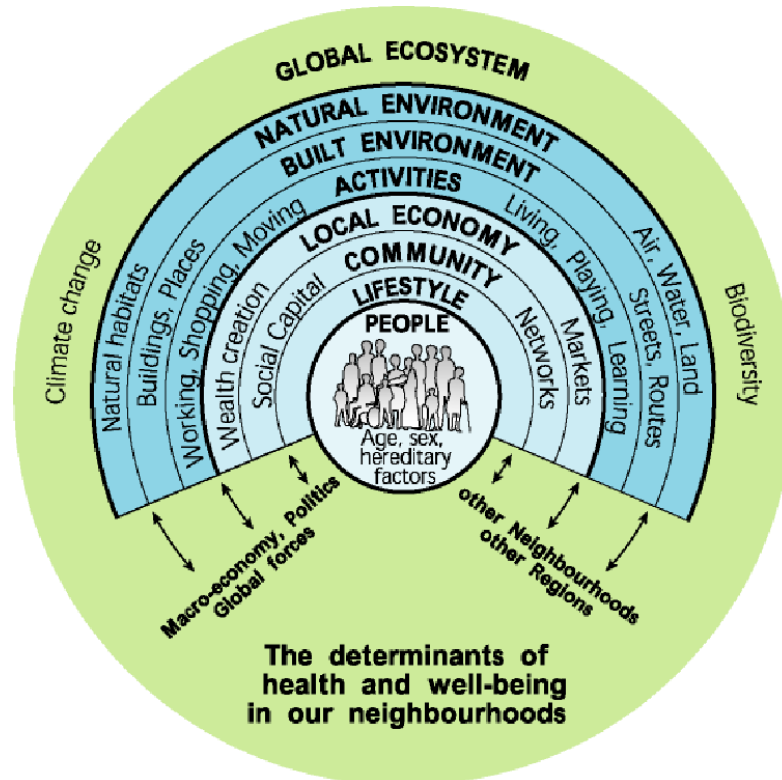 GLOBAL ECOSYSTEM
NATURAL ENVIRONMENT
BUILT ENVIRONMENT
ACTIVITIES
LOCAL ECONOMY
COMMUNITY
LIFESTYLE
PEOPLE
Age, sex,
hereditary
factors
Climate change
Natural habitats
Buildings, Places
Working, Shopping, Moving
Wealth creation
Social Capital
Networks
Markets
Living, Playing, Learning
Streets, Routes
Air, Water, Land
Biodiversity
Macro-economy, Politics
Global forces
other Neighbourhoods
other Regions
The determinants of
health and well-being
in our neighbourhoods